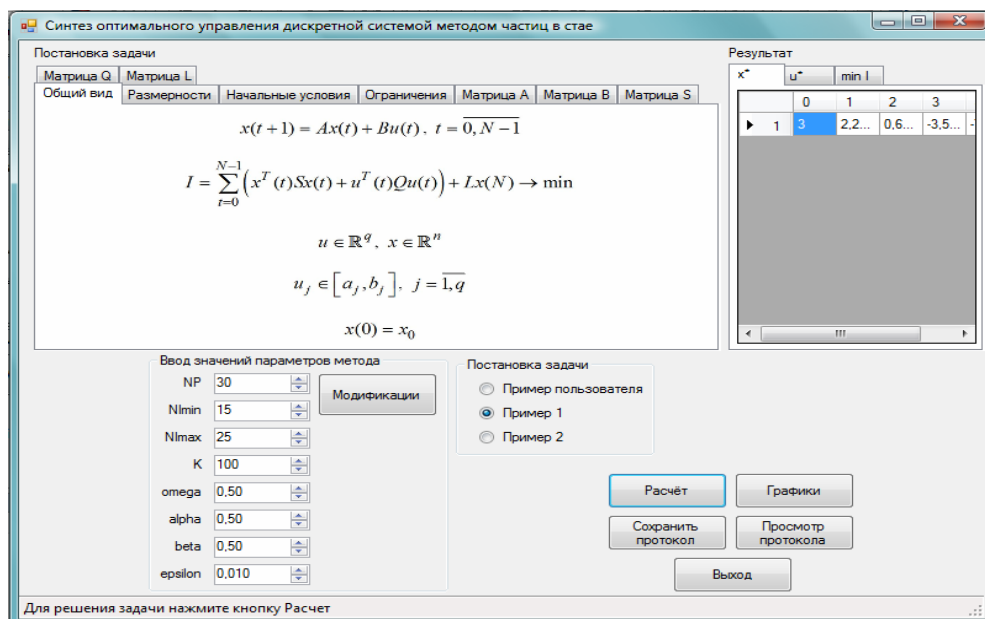 Синтез оптимального управления дискретной системой методом частиц в стае
Постановка задачи
Матрица Q Матрица L
Общий вид Размерности Начальные условия Ограничения Матрица A Матрица B Матрица S
x(t+1) = Ax(t) + Bu(t), t = \overline{0, N−1}
I = \sum_{t=0}^{N−1} (x^T(t)Sx(t) + u^T(t)Qu(t)) + Lx(N) → min
u ∈ ℝ^q, x ∈ ℝ^n
u_j ∈ [a_j, b_j], j = \overline{1, q}
x(0) = x_0
Результат
x* u* min I
0 1 2 3
1 3 2,2... 0,6... -3,5... -
Ввод значений параметров метода
NP 30
NImin 15
NImax 25
K 100
omega 0,50
alpha 0,50
beta 0,50
epsilon 0,010
Модификации
Постановка задачи
Пример пользователя
Пример 1
Пример 2
Расчёт Графики
Сохранить протокол
Просмотр протокола
Выход
Для решения задачи нажмите кнопку Расчет